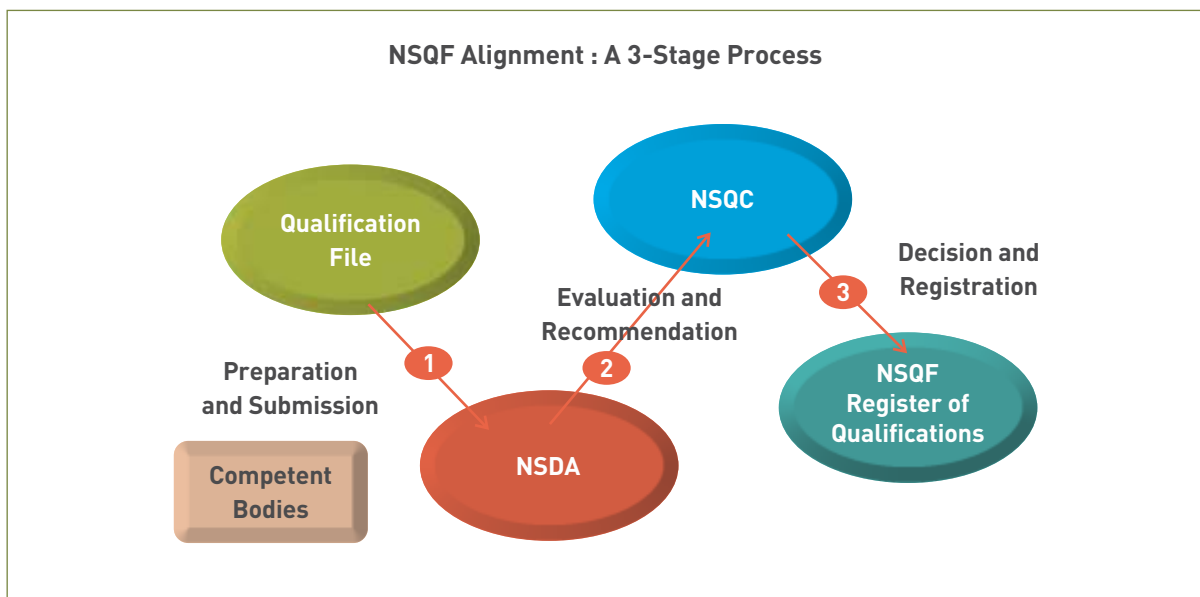 NSQF Alignment : A 3-Stage Process
Qualification
File
1
Preparation
and Submission
Competent
Bodies
NSDA
2
Evaluation and
Recommendation
NSQC
3
Decision and
Registration
NSQF
Register of
Qualifications